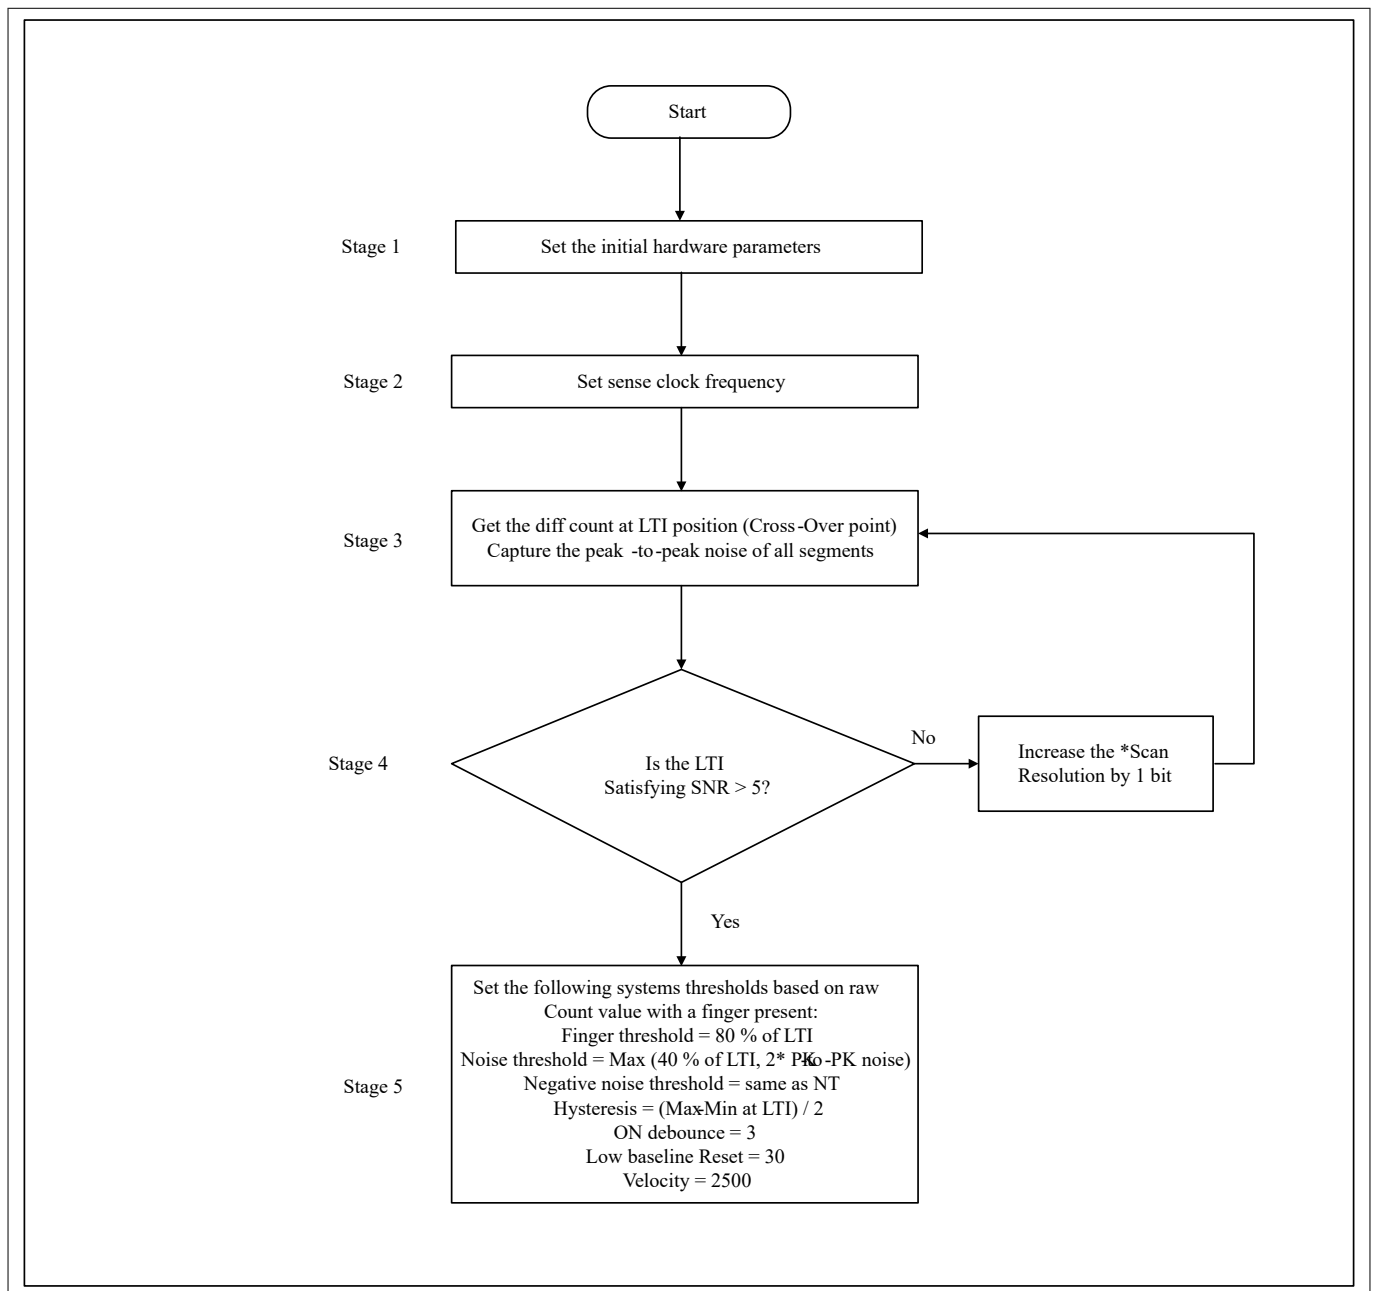 Start
Stage 1
Set the initial hardware parameters
Stage 2
Set sense clock frequency
Stage 3
Get the diff count at LTI position (Cross-Over point)
Capture the peak -to-peak noise of all segments
Stage 4
Is the LTI
Satisfying SNR > 5?
No
Increase the *Scan
Resolution by 1 bit
Yes
Stage 5
Set the following systems thresholds based on raw
Count value with a finger present:
Finger threshold = 80 % of LTI
Noise threshold = Max (40 % of LTI, 2* PK-to-PK noise)
Negative noise threshold = same as NT
Hysteresis = (Max-Min at LTI) / 2
ON debounce = 3
Low baseline Reset = 30
Velocity = 2500